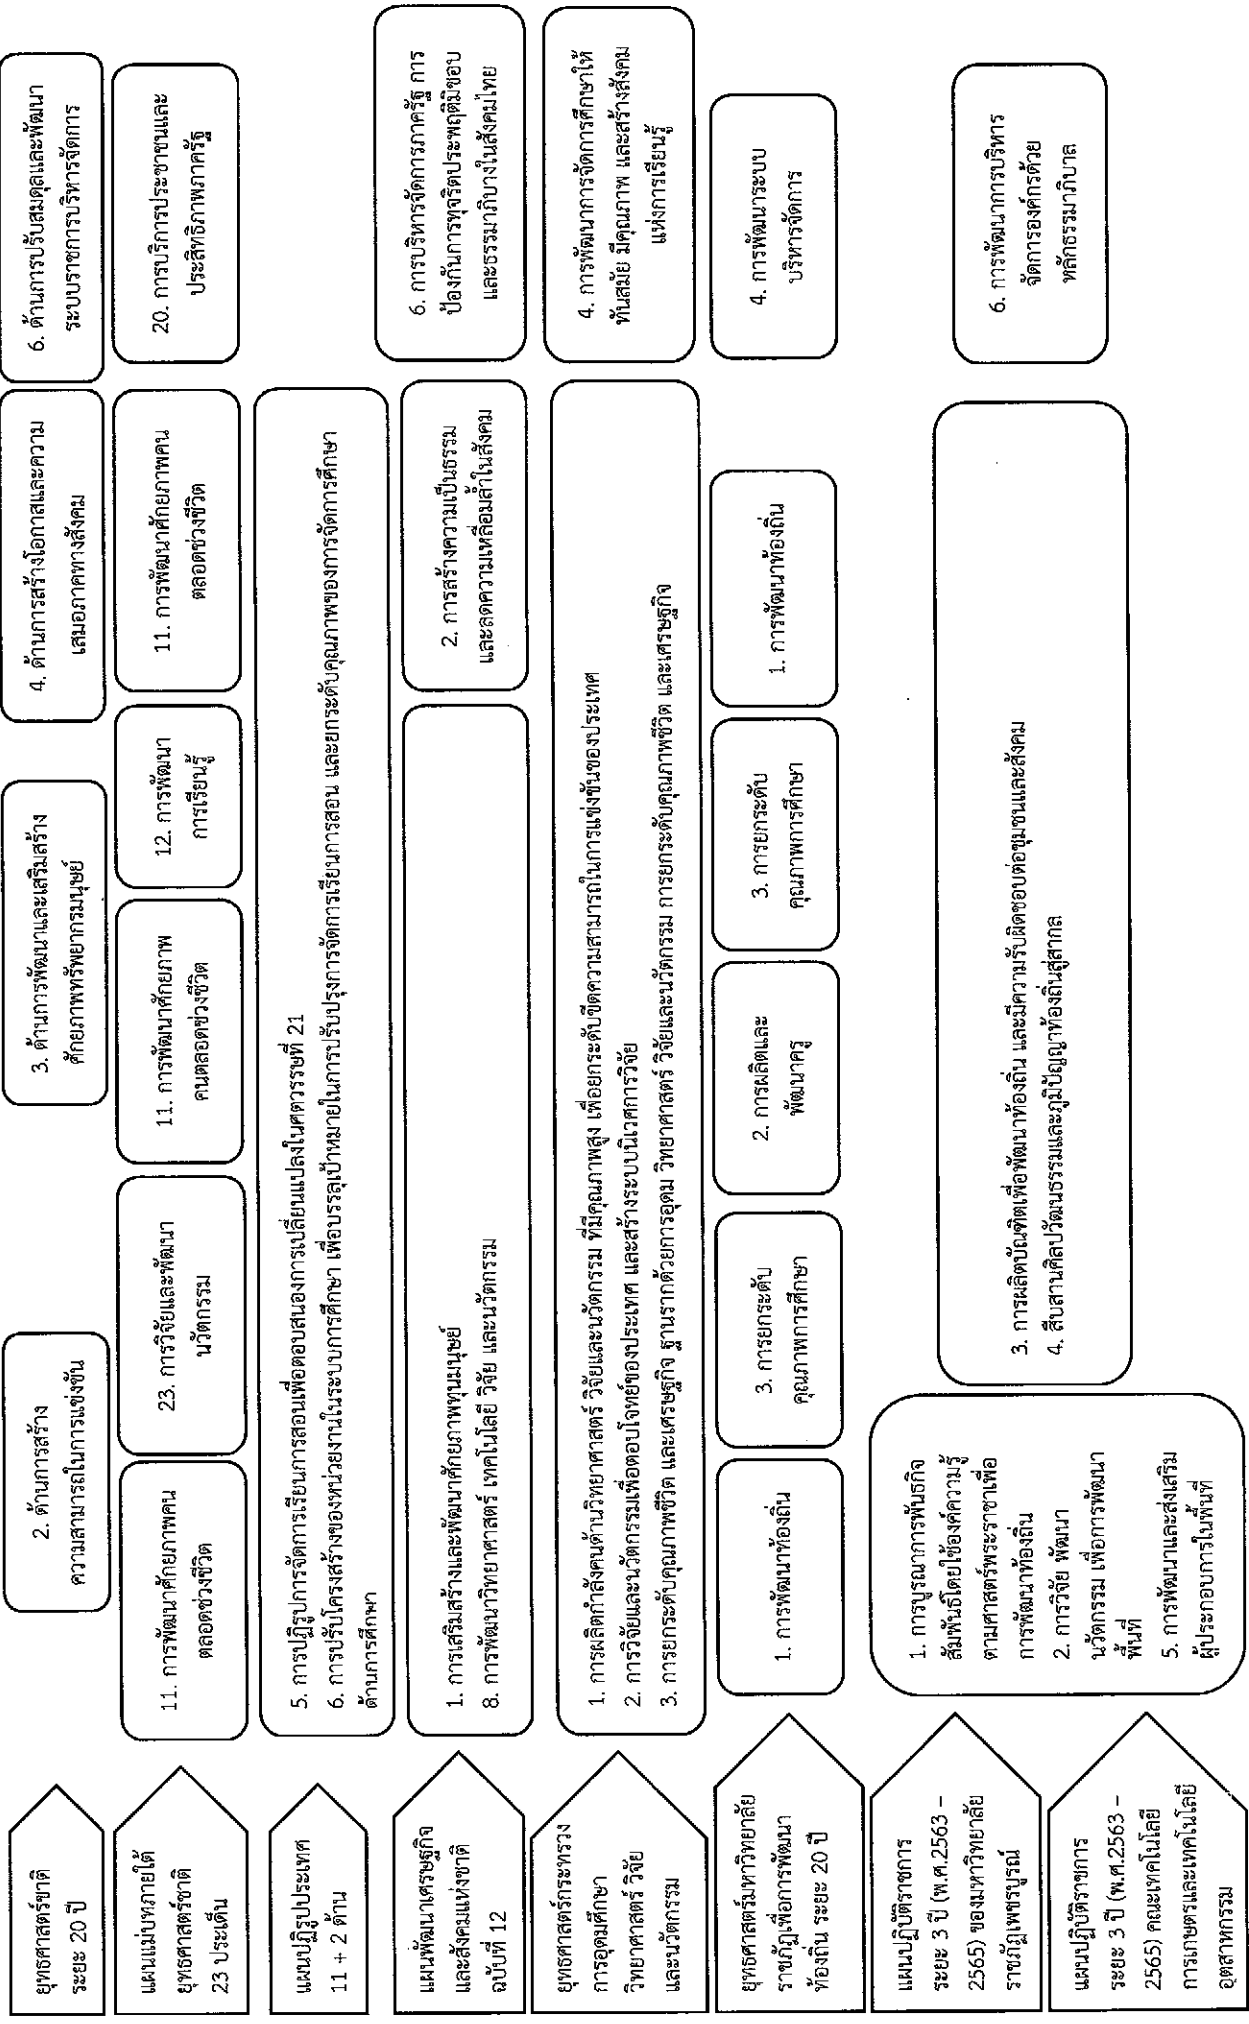 ยุทธศาสตร์ชาติ
ระยะ 20 ปี
2. ด้านการสร้าง
ความสามารถในการแข่งขัน
3. ด้านการพัฒนาและเสริมสร้าง
ศักยภาพทรัพยากรมนุษย์
4. ด้านการสร้างโอกาสและความ
เสมอภาคทางสังคม
6. ด้านการปรับสมดุลและพัฒนา
ระบบราชการบริหารจัดการ
แผนแม่บทภายใต้
ยุทธศาสตร์ชาติ
23 ประเด็น
11. การพัฒนาศักยภาพคน
ตลอดช่วงชีวิต
23. การวิจัยและพัฒนา
นวัตกรรม
11. การพัฒนาศักยภาพ
คนตลอดช่วงชีวิต
12. การพัฒนา
การเรียนรู้
11. การพัฒนาศักยภาพคน
ตลอดช่วงชีวิต
20. การบริการประชาชนและ
ประสิทธิภาพภาครัฐ
แผนปฏิรูปประเทศ
11 + 2 ด้าน
5. การปฏิรูปการจัดการเรียนการสอนเพื่อตอบสนองการเปลี่ยนแปลงในศตวรรษที่ 21
6. การปรับโครงสร้างของหน่วยงานในระบบการศึกษา เพื่อบรรลุเป้าหมายในการปรับปรุงการจัดการเรียนการสอน และยกระดับคุณภาพของการจัดการศึกษา
ด้านการศึกษา
แผนพัฒนาเศรษฐกิจ
และสังคมแห่งชาติ
ฉบับที่ 12
1. การเสริมสร้างและพัฒนาศักยภาพทุนมนุษย์
8. การพัฒนาวิทยาศาสตร์ เทคโนโลยี วิจัย และนวัตกรรม
2. การสร้างความเป็นธรรม
และลดความเหลื่อมล้ำในสังคม
6. การบริหารจัดการภาครัฐ การ
ป้องกันการทุจริตประพฤติมิชอบ
และธรรมาภิบางในสังคมไทย
ยุทธศาสตร์กระทรวง
การอุดมศึกษา
วิทยาศาสตร์ วิจัย
และนวัตกรรม
1. การผลิตกำลังคนด้านวิทยาศาสตร์ วิจัยและนวัตกรรม ที่มีคุณภาพสูง เพื่อยกระดับขีดความสามารถในการแข่งขันของประเทศ
2. การวิจัยและนวัตกรรมเพื่อตอบโจทย์ของประเทศ และสร้างระบบนิเวศการวิจัย
3. การยกระดับคุณภาพชีวิต และเศรษฐกิจ ฐานรากด้วยการอุดม วิทยาศาสตร์ วิจัยและนวัตกรรม การยกระดับคุณภาพชีวิต และเศรษฐกิจ
4. การพัฒนาการจัดการศึกษาให้
ทันสมัย มีคุณภาพ และสร้างสังคม
แห่งการเรียนรู้
ยุทธศาสตร์มหาวิทยาลัย
ราชภัฏเพื่อการพัฒนา
ท้องถิ่น ระยะ 20 ปี
1. การพัฒนาท้องถิ่น
3. การยกระดับ
คุณภาพการศึกษา
2. การผลิตและ
พัฒนาครู
3. การยกระดับ
คุณภาพการศึกษา
1. การพัฒนาท้องถิ่น
4. การพัฒนาระบบ
บริหารจัดการ
แผนปฏิบัติราชการ
ระยะ 3 ปี (พ.ศ.2563 –
2565) ของมหาวิทยาลัย
ราชภัฏเพชรบูรณ์
แผนปฏิบัติราชการ
ระยะ 3 ปี (พ.ศ.2563 –
2565) คณะเทคโนโลยี
การเกษตรและเทคโนโลยี
อุตสาหกรรม
1. การบูรณาการพันธกิจ
สัมพันธ์โดยใช้องค์ความรู้
ตามศาสตร์พระราชาเพื่อ
การพัฒนาท้องถิ่น
2. การวิจัย พัฒนา
นวัตกรรม เพื่อการพัฒนา
พื้นที่
5. การพัฒนาและส่งเสริม
ผู้ประกอบการในพื้นที่
3. การผลิตบัณฑิตเพื่อพัฒนาท้องถิ่น และมีความรับผิดชอบต่อชุมชนและสังคม
4. สืบสานศิลปวัฒนธรรมและภูมิปัญญาท้องถิ่นสู่สากล
6. การพัฒนาการบริหาร
จัดการองค์กรด้วย
หลักธรรมาภิบาล